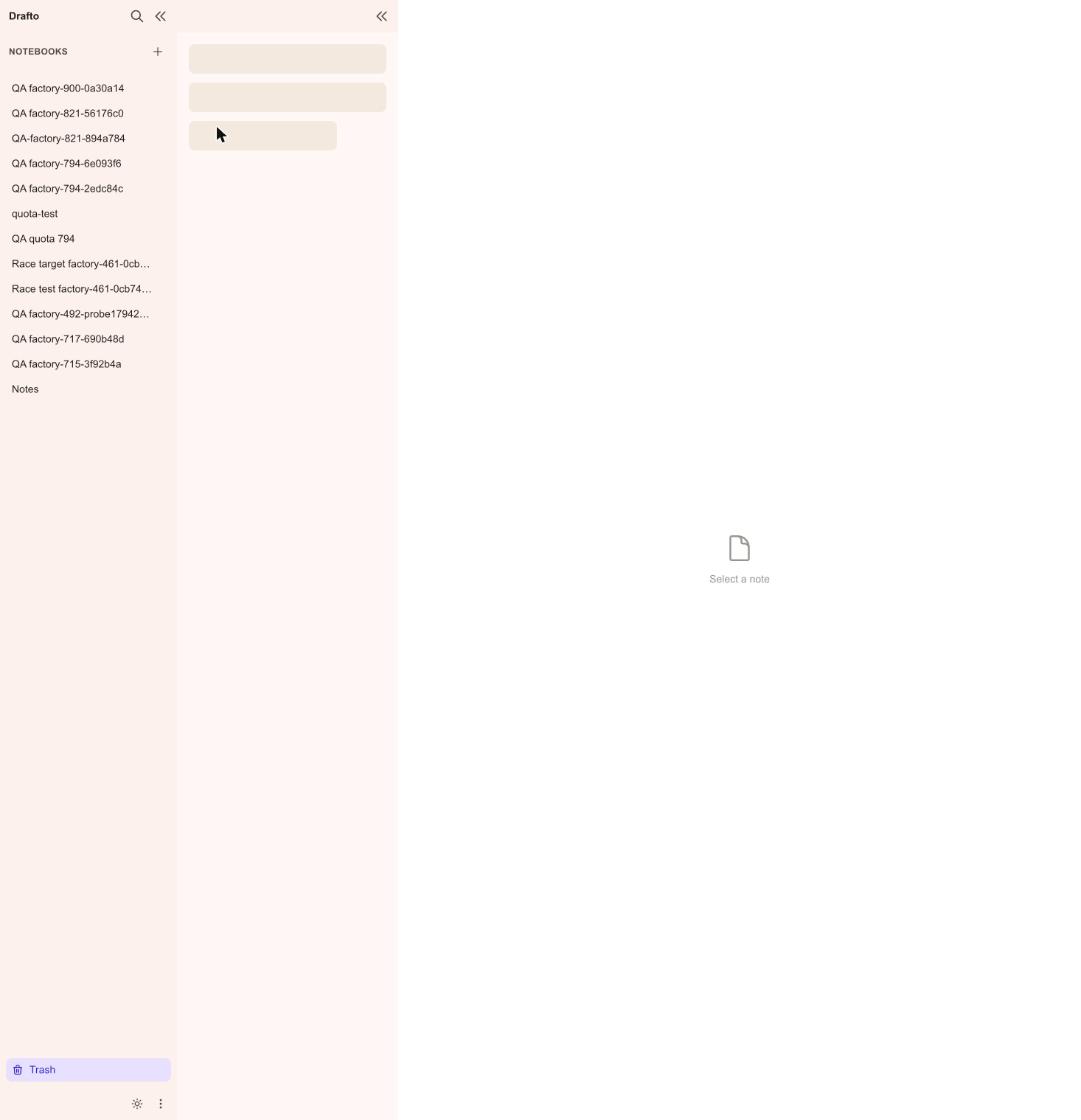 Drafto
NOTEBOOKS
QA factory-900-0a30a14
QA factory-821-56176c0
QA-factory-821-894a784
QA factory-794-6e093f6
QA factory-794-2edc84c
quota-test
QA quota 794
Race target factory-461-0cb…
Race test factory-461-0cb74…
QA factory-492-probe17942…
QA factory-717-690b48d
QA factory-715-3f92b4a
Notes
Select a note
Trash